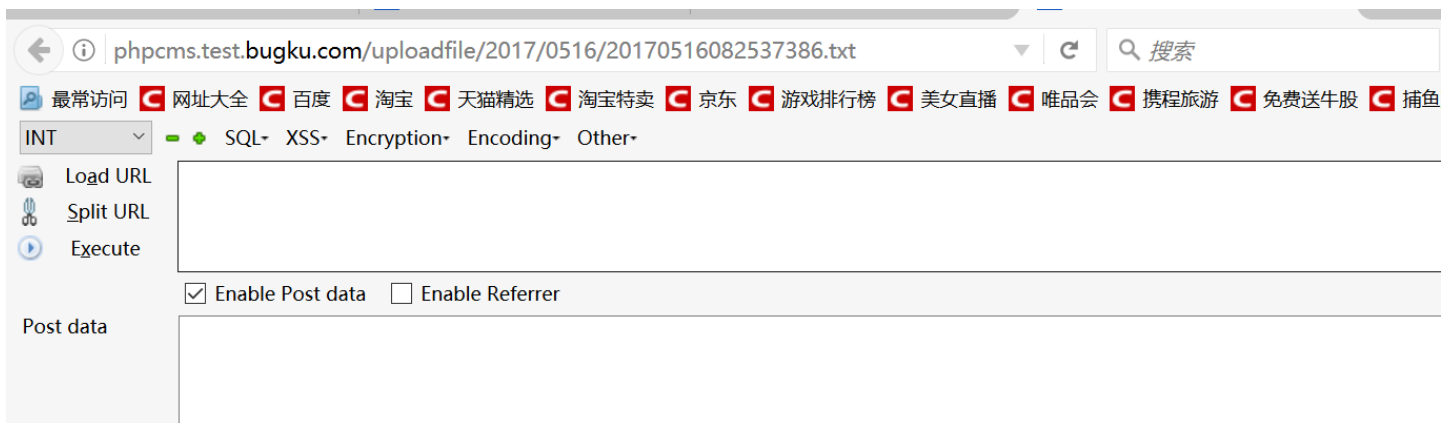 phpcms.test.bugku.com/uploadfile/2017/0516/20170516082537386.txt 搜索
最常访问 网址大全 百度 淘宝 天猫精选 淘宝特卖 京东 游戏排行榜 美女直播 唯品会 携程旅游 免费送牛股 捕鱼
INT SQL- XSS- Encryption- Encoding- Other-
Load URL
Split URL
Execute
Enable Post data Enable Referrer
Post data